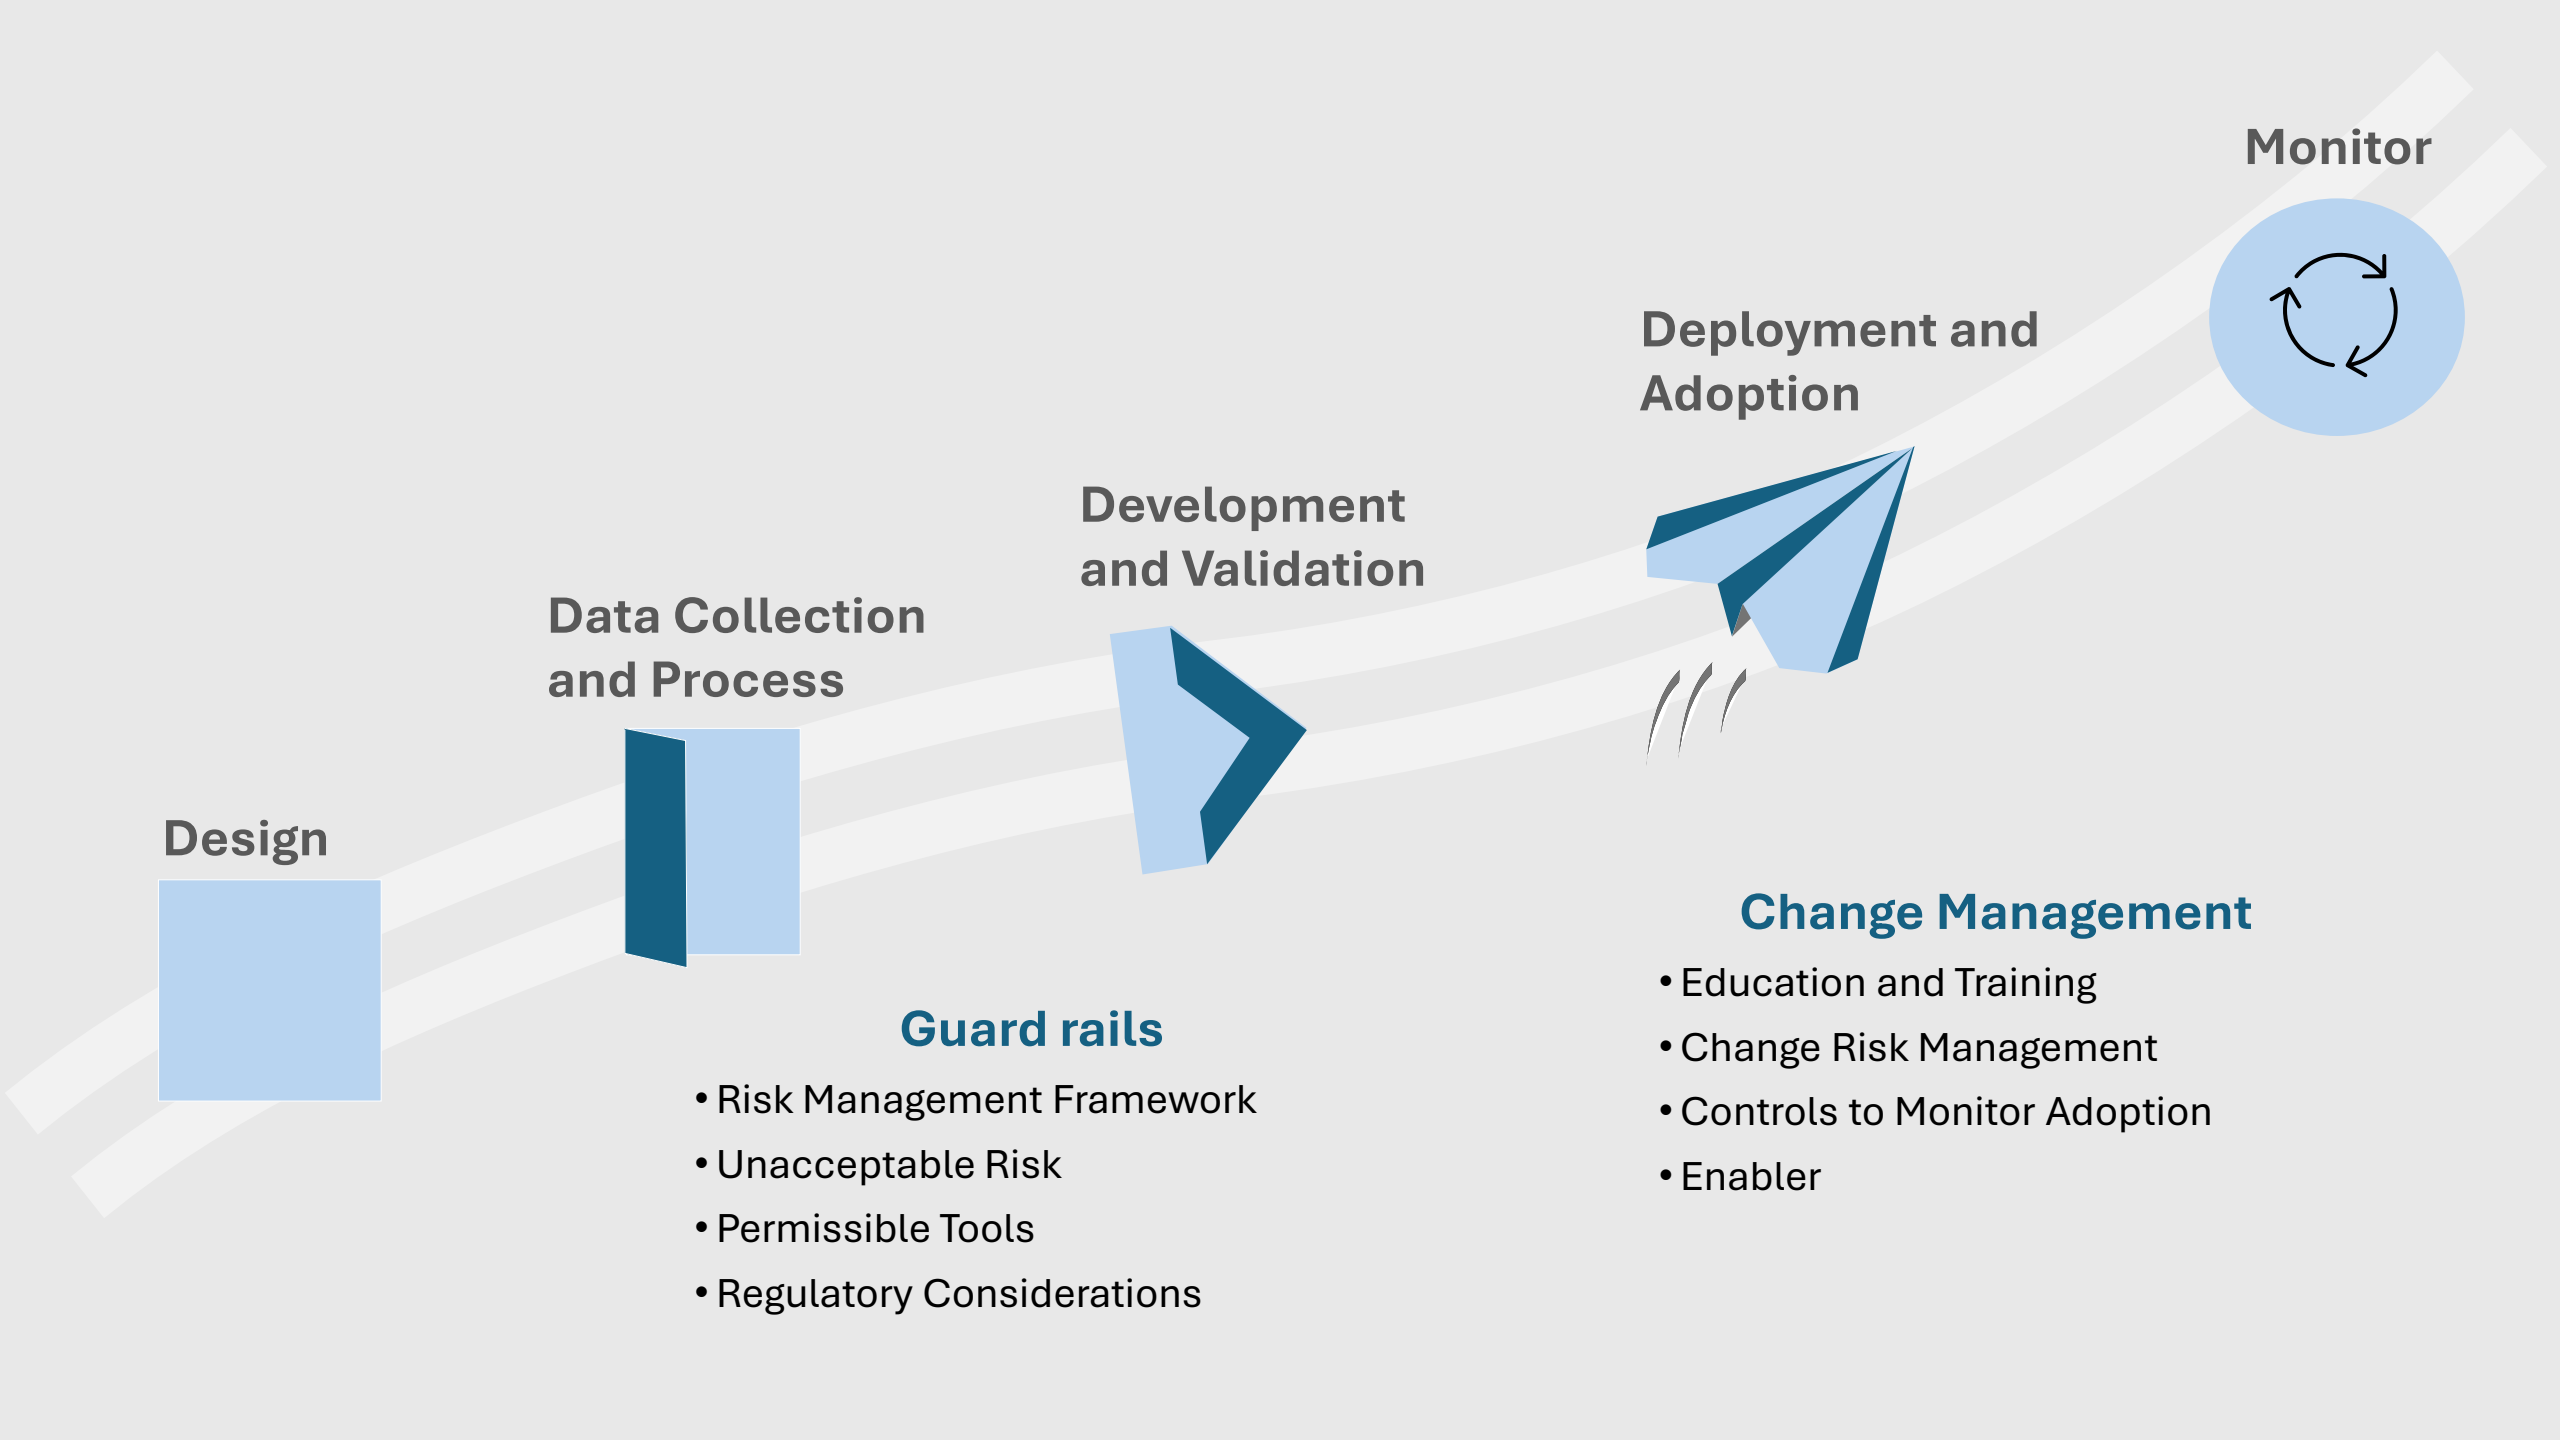 Monitor
Deployment and
Adoption
Development
and Validation
Data Collection
and Process
Design
Guard rails
• Risk Management Framework
• Unacceptable Risk
• Permissible Tools
• Regulatory Considerations
Change Management
• Education and Training
• Change Risk Management
• Controls to Monitor Adoption
• Enabler